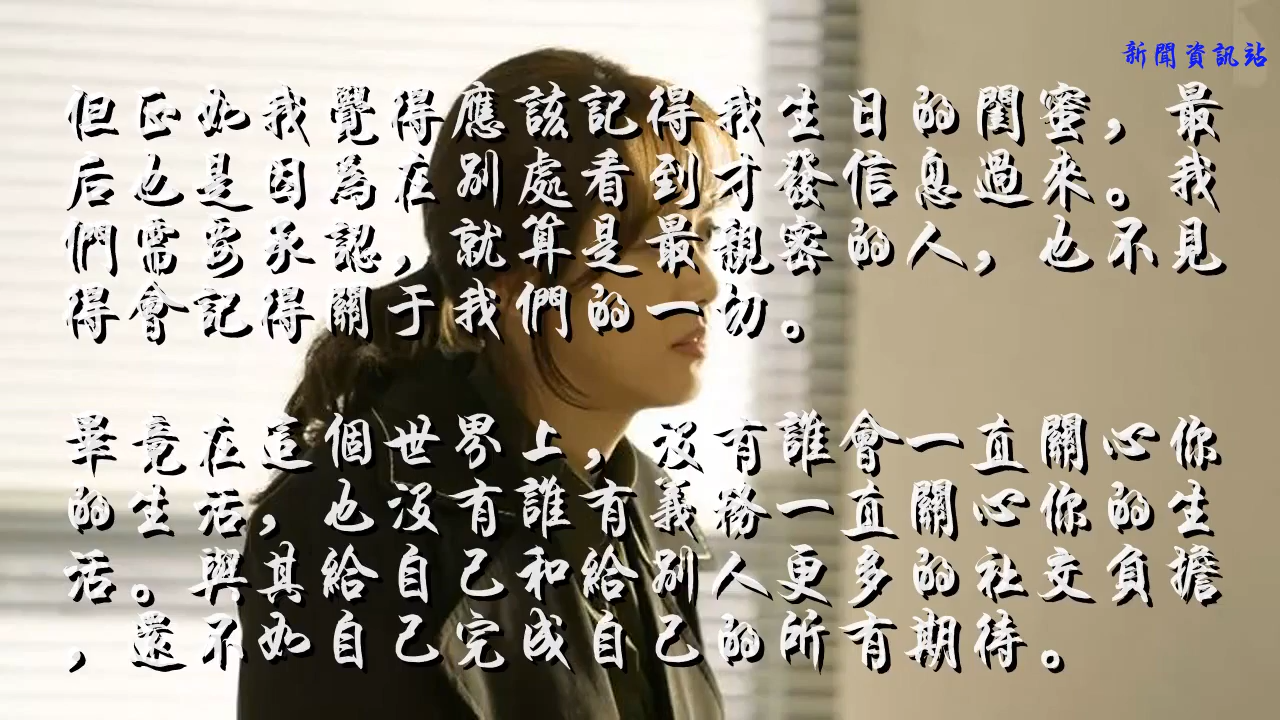 新聞資訊站
但正如我覺得應該記得我生日的閨蜜，最
后也是因為在別處看到才發信息過來。我
們需要承認，就算是最親密的人，也不見
得會記得關于我們的一切。
畢竟在這個世界上，沒有誰會一直關心你
的生活，也沒有誰有義務一直關心你的生
活。與其給自己和給別人更多的社交負擔
，還不如自己完成自己的所有期待。